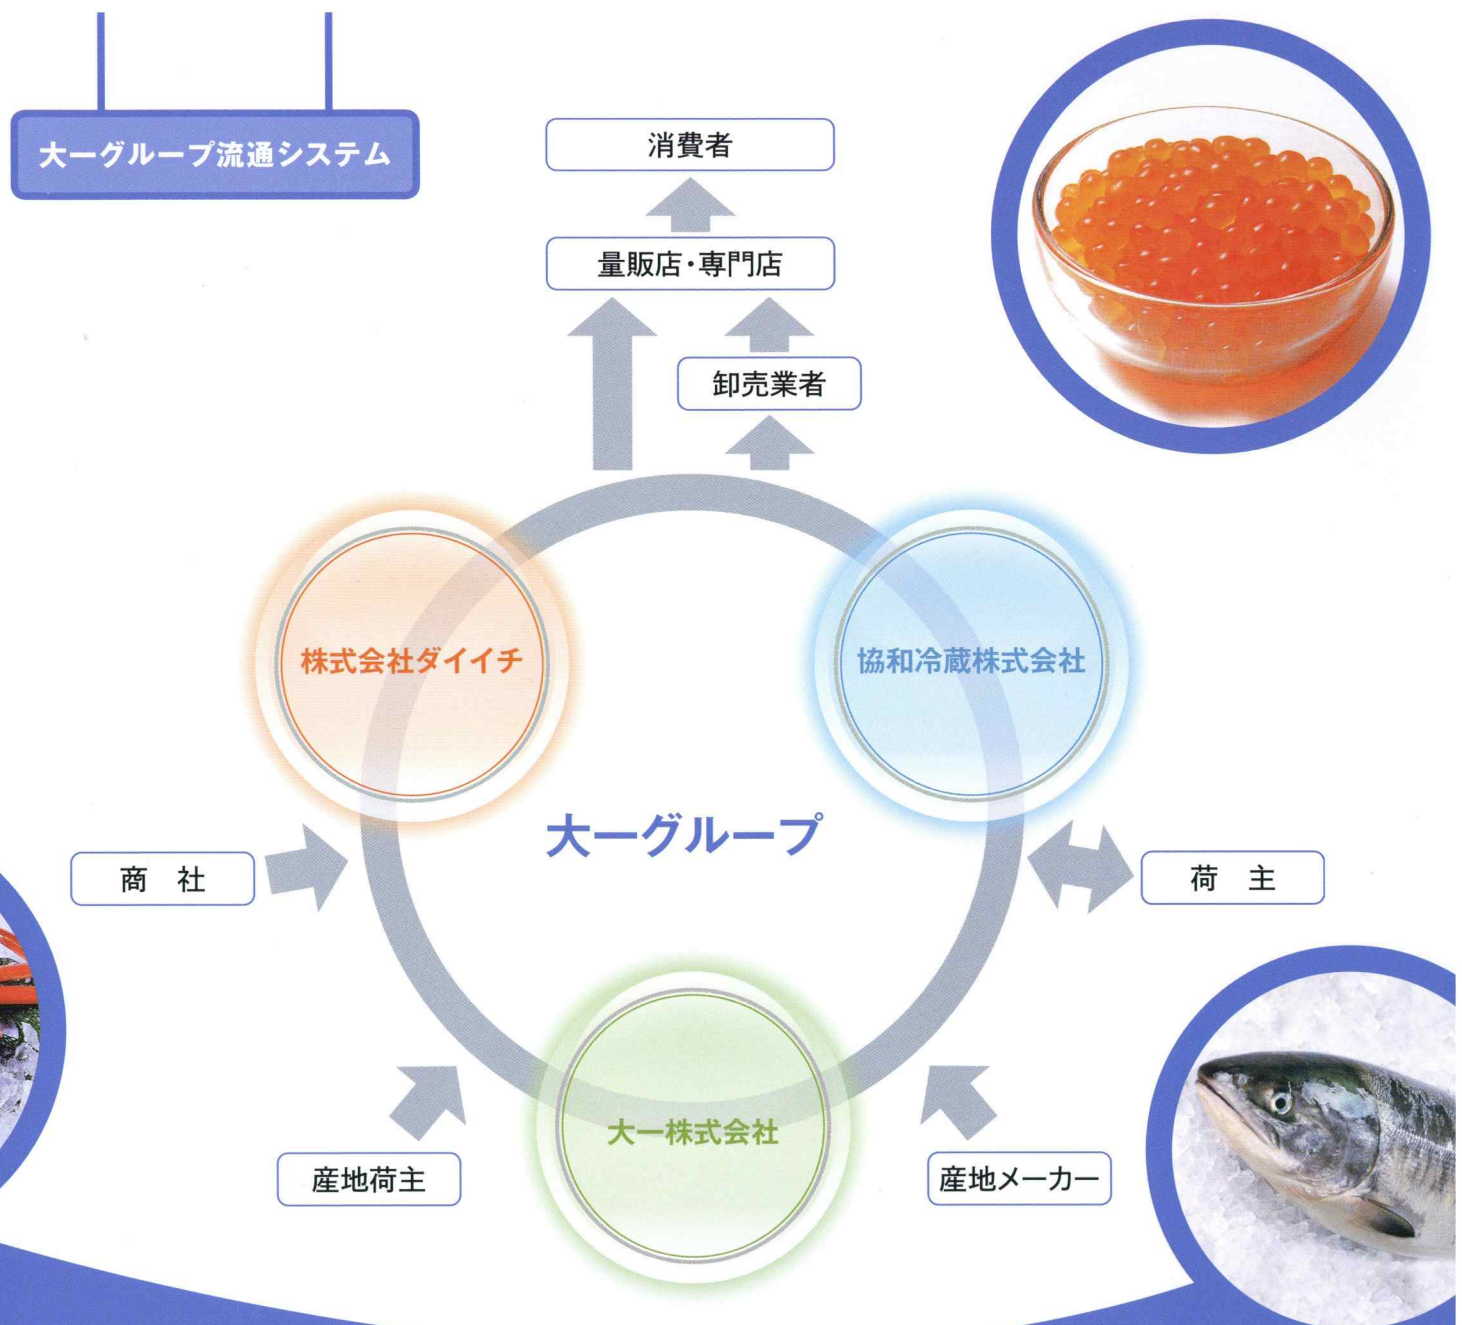 大一グループ流通システム
消費者
量販店・専門店
卸売業者
株式会社ダイイチ
協和冷蔵株式会社
大一グループ
商　社
荷　主
大一株式会社
産地荷主
産地メーカー